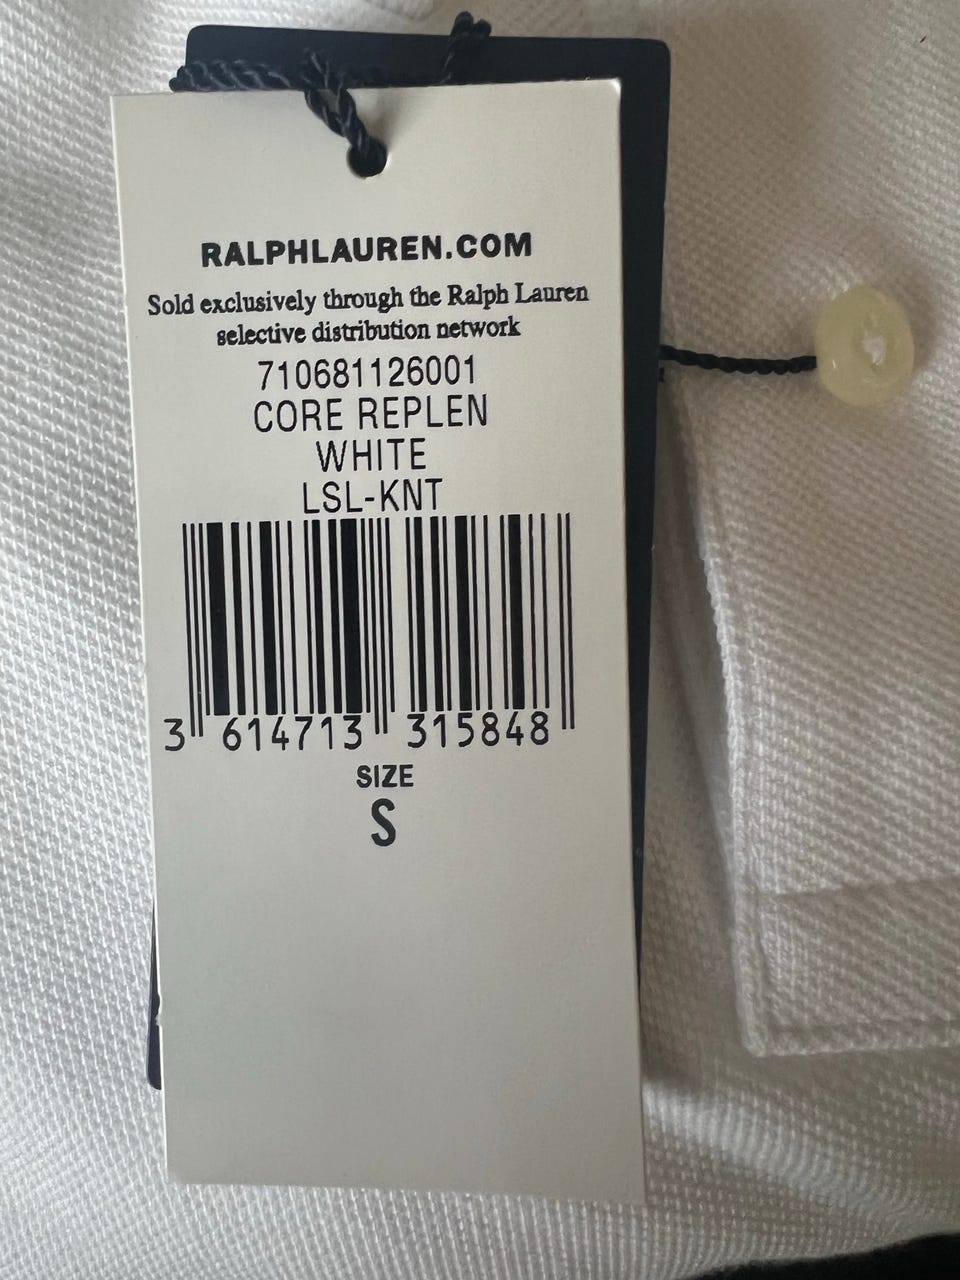 RALPHLAUREN.COM
Sold exclusively through the Ralph Lauren
selective distribution network
710681126001
CORE REPLEN
WHITE
LSL-KNT
3 614713 315848
SIZE
S